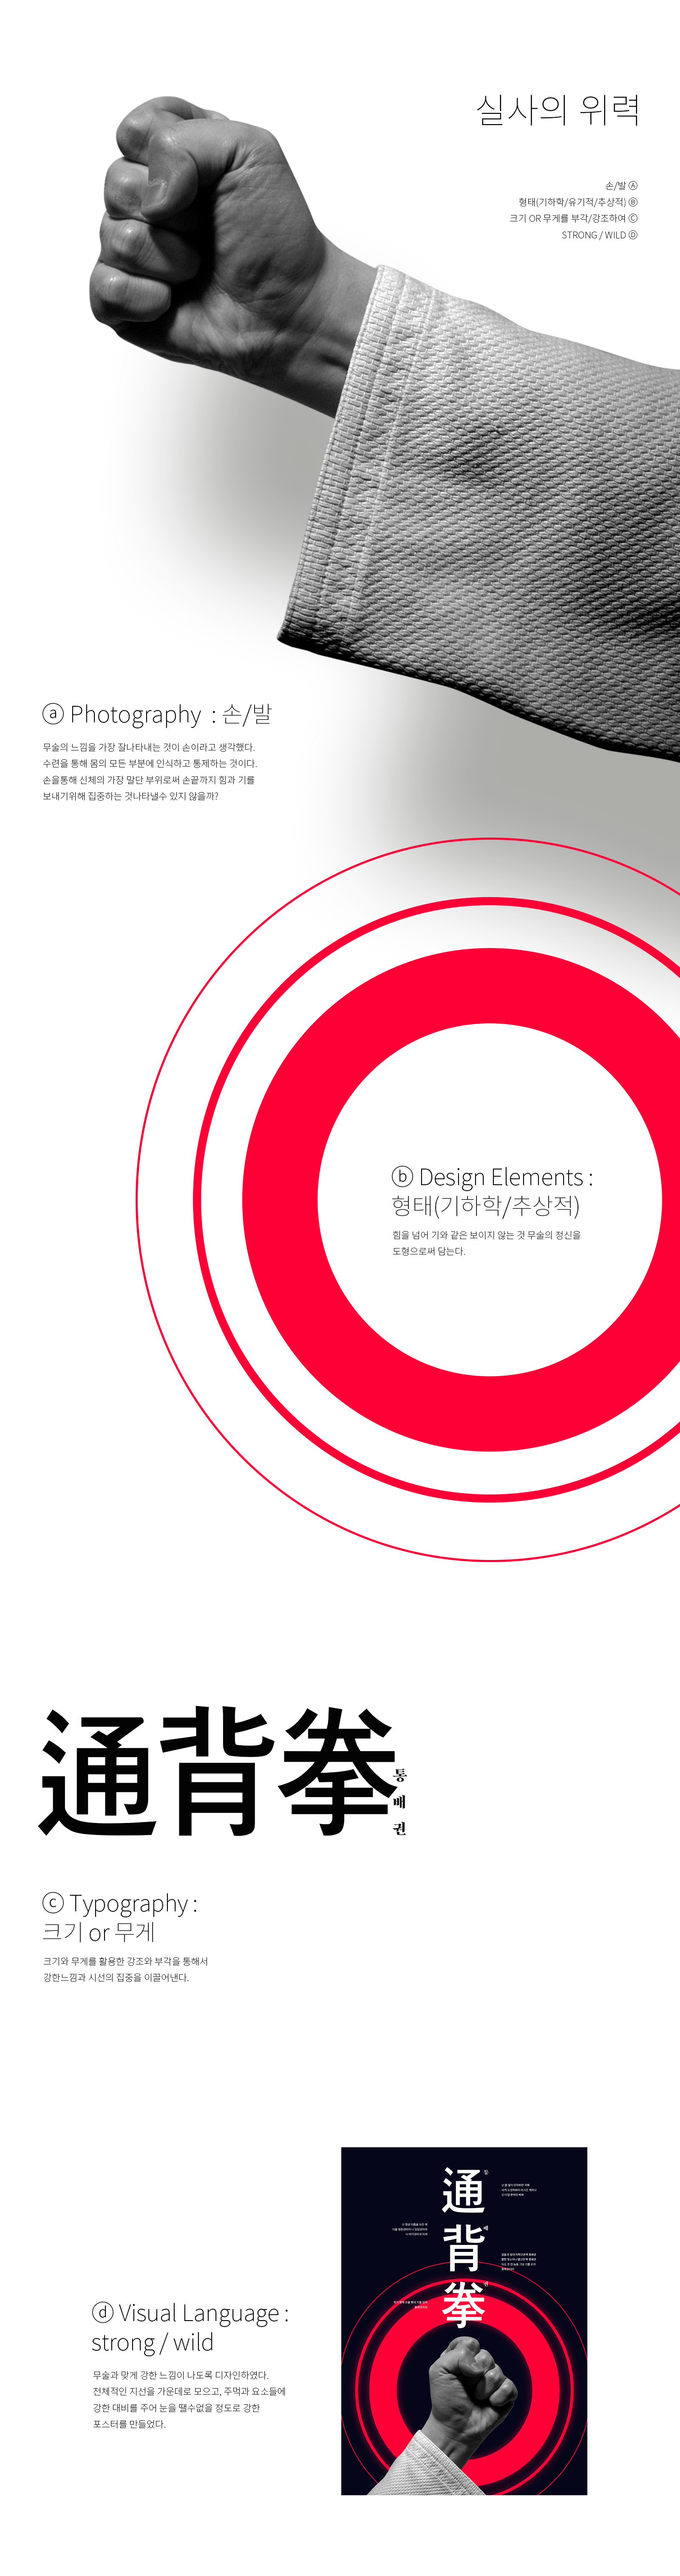 실사의 위력
손/발 Ⓐ
형태(기하학/유기적/추상적) Ⓑ
크기 OR 무게를 부각/강조하여 Ⓒ
STRONG / WILD Ⓓ
ⓐ Photography : 손/발
무술의 느낌을 가장 잘나타내는 것이 손이라고 생각했다.
수련을 통해 몸의 모든 부분에 인식하고 통제하는 것이다.
손을통해 신체의 가장 말단 부위로써 손끝까지 힘과 기를
보내기위해 집중하는 것나타낼수 있지 않을까?
ⓑ Design Elements :
형태(기하학/추상적)
힘을 넘어 기와 같은 보이지 않는 것 무술의 정신을
도형으로써 담는다.
通背拳
통
배
권
ⓒ Typography :
크기 or 무게
크기와 무게를 활용한 강조와 부각을 통해서
강한느낌과 시선의 집중을 이끌어낸다.
通
背
拳
ⓓ Visual Language :
strong / wild
무술과 맞게 강한 느낌이 나도록 디자인하였다.
전체적인 지선을 가운데로 모으고, 주먹과 요소들에
강한 대비를 주어 눈을 땔수없을 정도로 강한
포스터를 만들었다.